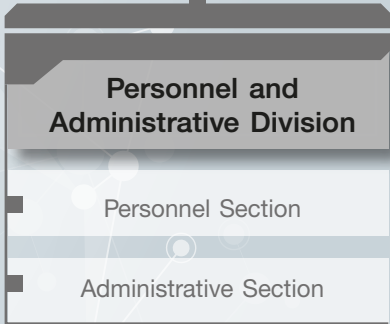 Personnel and
Administrative Division
Personnel Section
Administrative Section